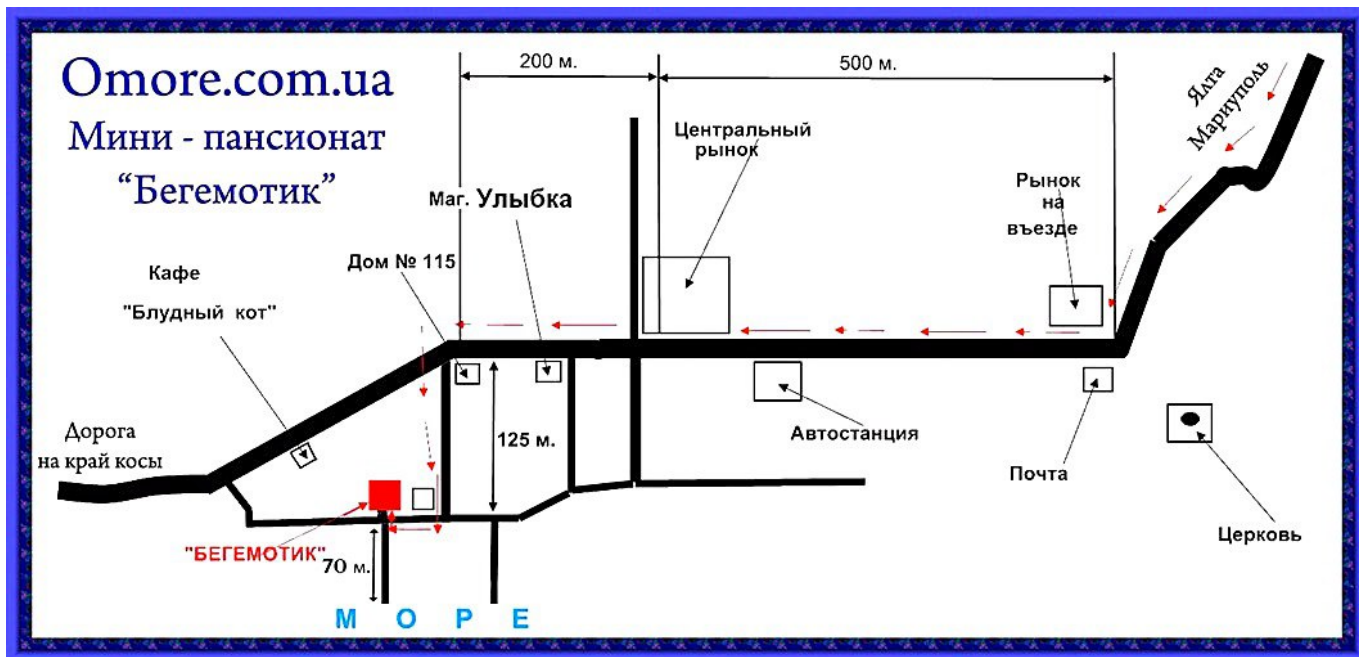 Omore.com.ua
Мини - пансионат
“Бегемотик”
200 м.
500 м.
Ялта
Мариуполь
Центральный
рынок
Рынок
на
въезде
Маг. Улыбка
Дом № 115
Кафе
"Блудный кот"
Дорога
на край косы
125 м.
Автостанция
Почта
Церковь
"БЕГЕМОТИК"
70 м.
М О Р Е